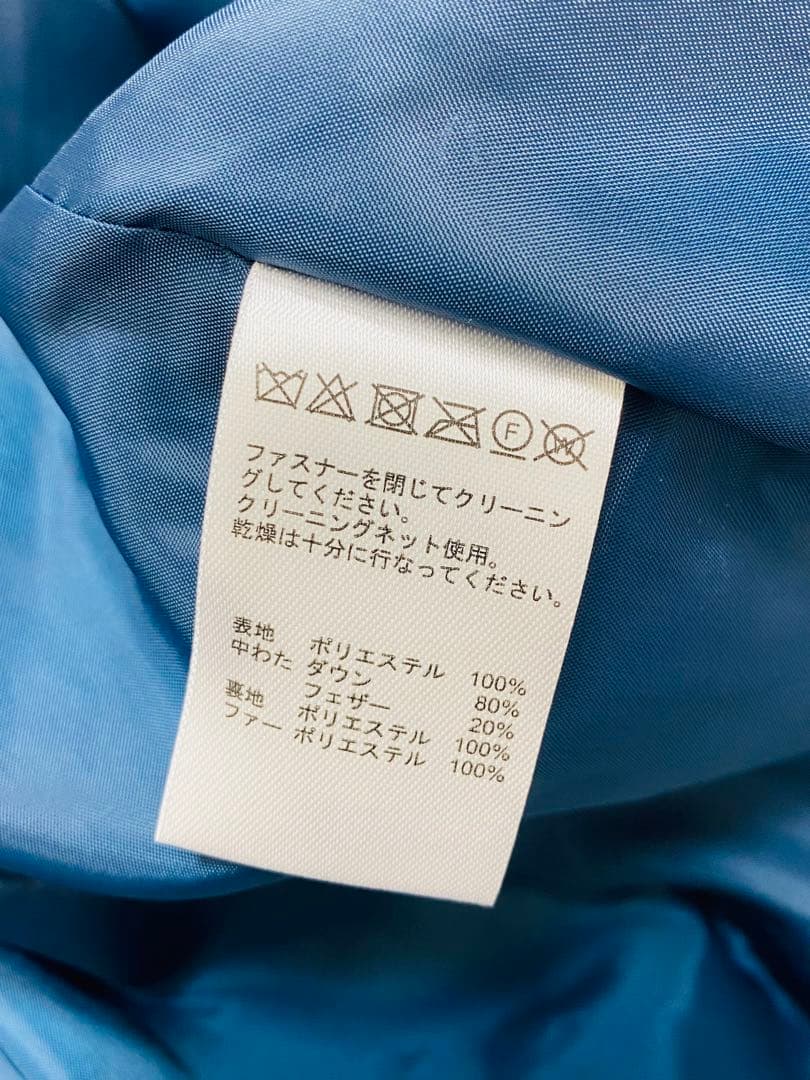 F W
ファスナーを閉じてクリーニン
グしてください。
クリーニングネット使用。
乾燥は十分に行なってください。
表地 ポリエステル 100%
中わた ダウン 80%
フェザー 20%
裏地 ポリエステル 100%
ファー ポリエステル 100%